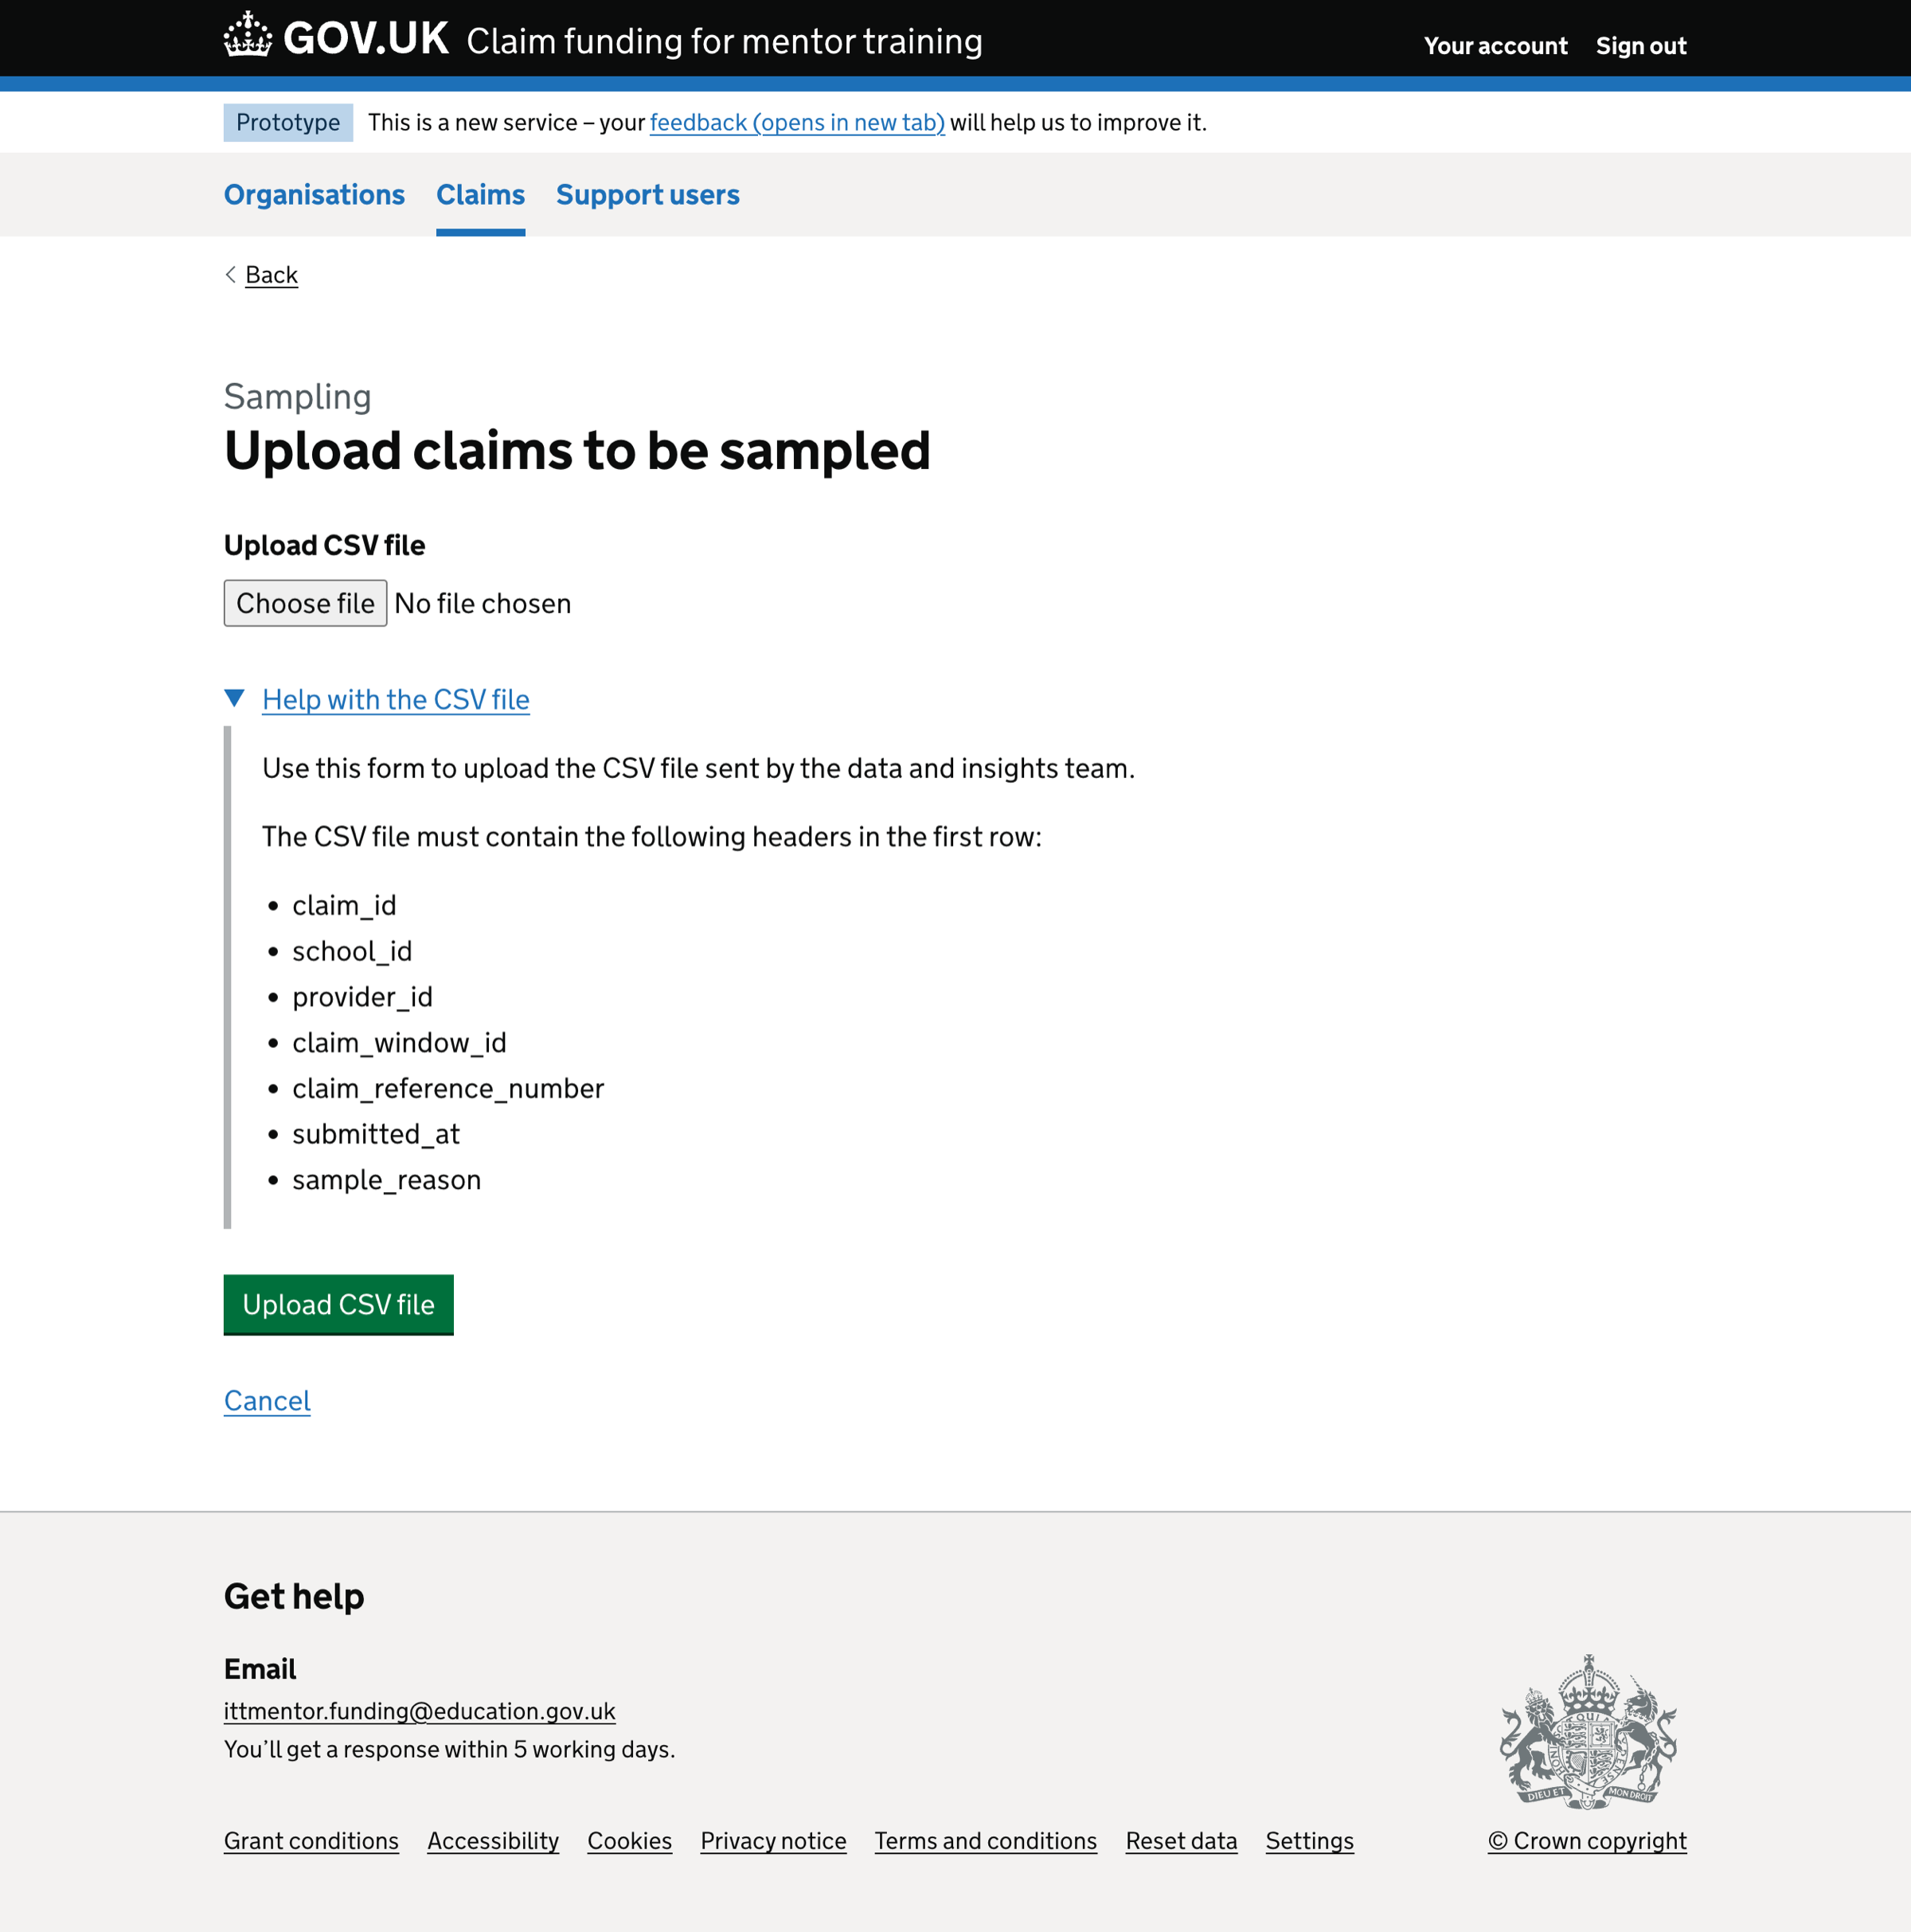 GOV.UK Claim funding for mentor training
Your account Sign out
Prototype This is a new service – your feedback (opens in new tab) will help us to improve it.
Organisations Claims Support users
Back
Sampling
Upload claims to be sampled
Upload CSV file
Choose file No file chosen
Help with the CSV file
Use this form to upload the CSV file sent by the data and insights team.
The CSV file must contain the following headers in the first row:
• claim_id
• school_id
• provider_id
• claim_window_id
• claim_reference_number
• submitted_at
• sample_reason
Upload CSV file
Cancel
Get help
Email
ittmentor.funding@education.gov.uk
You’ll get a response within 5 working days.
DIEU ET MON DROIT
Grant conditions Accessibility Cookies Privacy notice Terms and conditions Reset data Settings
© Crown copyright